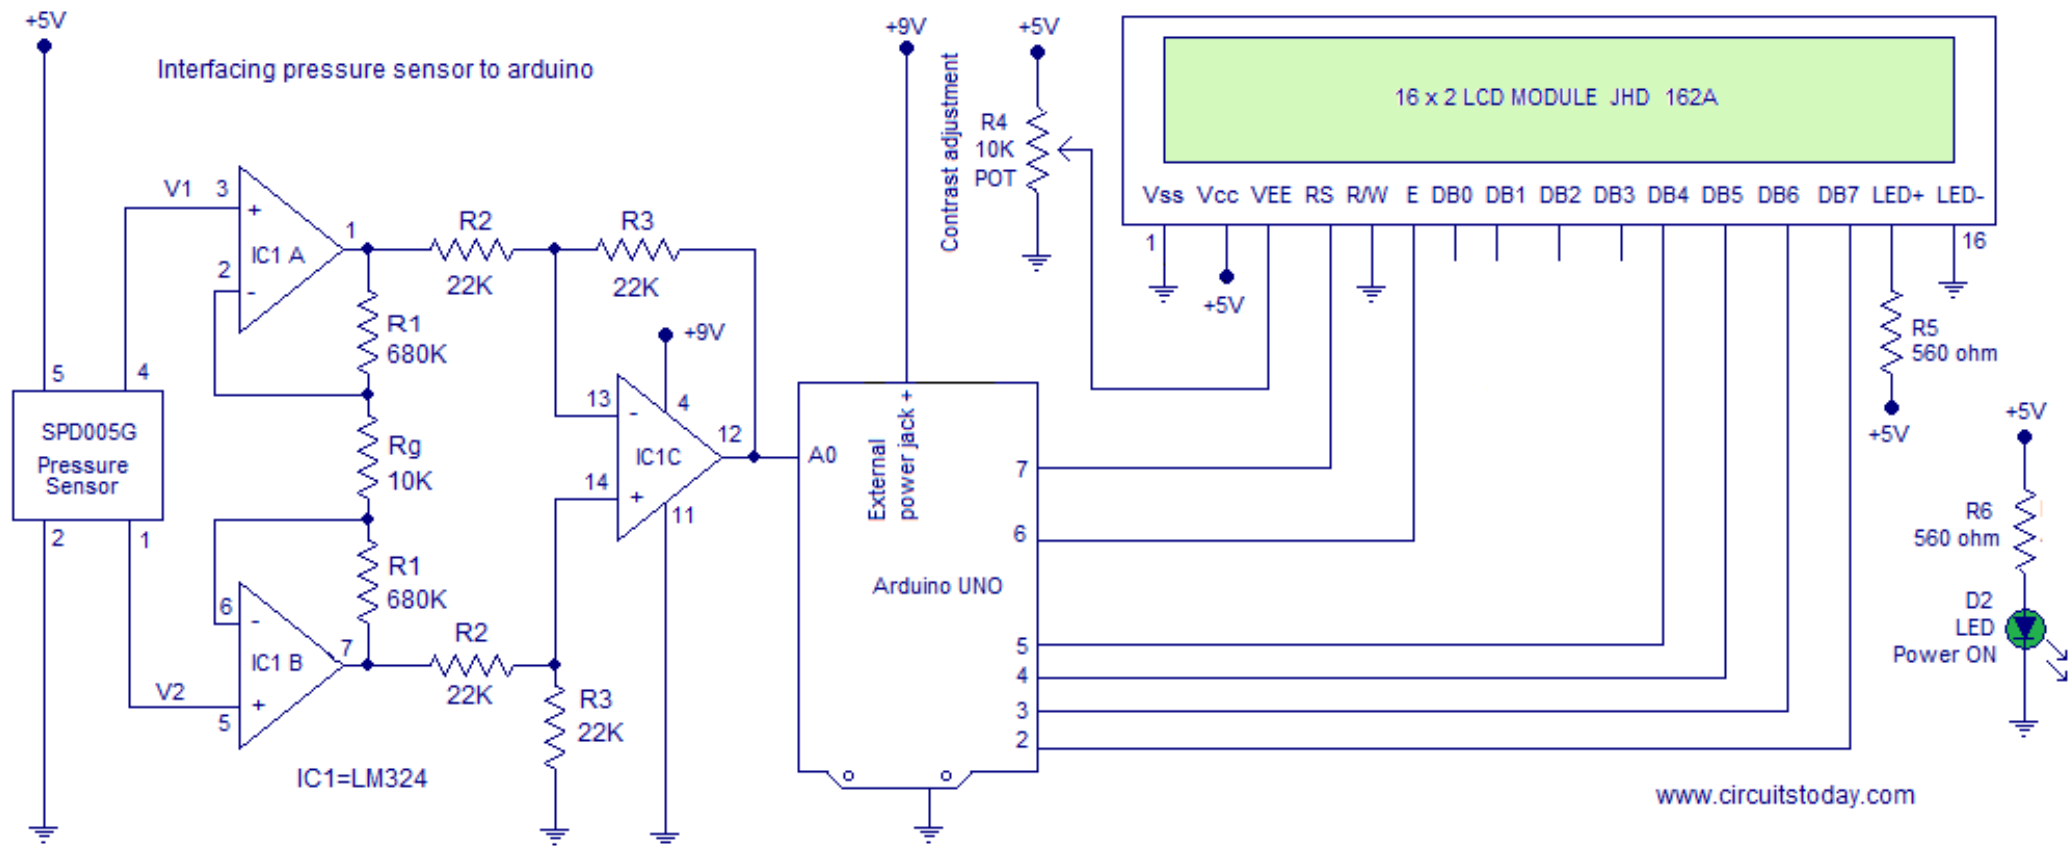 +5V
Interfacing pressure sensor to arduino
+9V
+5V
Contrast adjustment
R4
10K
POT
16 x 2 LCD MODULE JHD 162A
Vss Vcc VEE RS R/W E DB0 DB1 DB2 DB3 DB4 DB5 DB6 DB7 LED+ LED-
1
16
+5V
R5
560 ohm
+5V
V1
3
+
IC1 A
2
-
1
R2
22K
R3
22K
R1
680K
+9V
5
4
SPD005G
Pressure
Sensor
2
1
Rg
10K
13
-
4
IC1C
12
14
+
11
A0
External
power jack +
7
6
Arduino UNO
5
4
3
2
R1
680K
6
-
IC1 B
7
V2
+
5
R2
22K
R3
22K
IC1=LM324
+5V
R6
560 ohm
D2
LED
Power ON
www.circuitstoday.com